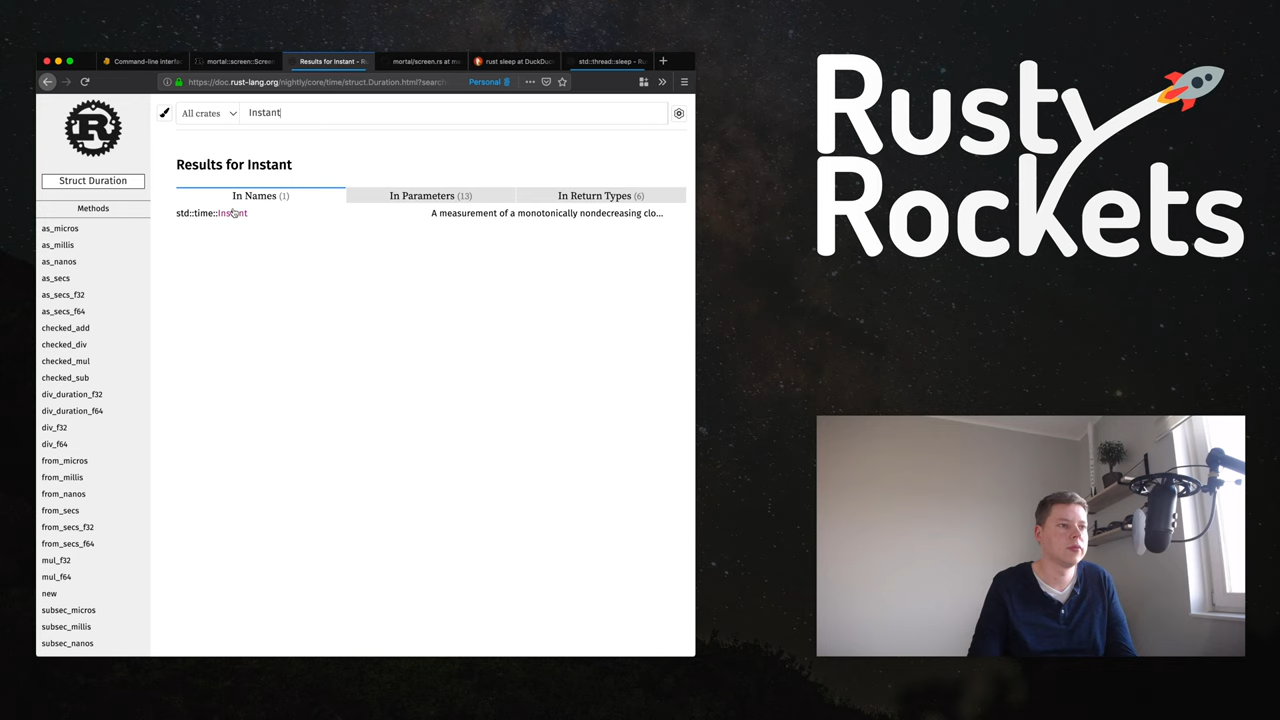 Command-line interfa
mortal::screen::Scree
Results for Instant - R
mortal/screen.rs at m
rust sleep at DuckDu
std::thread::sleep - Ru
https://doc.rust-lang.org/nightly/core/time/struct.Duration.html?search
Personal
All crates
Instant
Struct Duration
Methods
as_micros
as_millis
as_nanos
as_secs
as_secs_f32
as_secs_f64
checked_add
checked_div
checked_mul
checked_sub
div_duration_f32
div_duration_f64
div_f32
div_f64
from_micros
from_millis
from_nanos
from_secs
from_secs_f32
from_secs_f64
mul_f32
mul_f64
new
subsec_micros
subsec_millis
subsec_nanos
Results for Instant
In Names (1)
In Parameters (13)
In Return Types (6)
std::time::Instant
A measurement of a monotonically nondecreasing clo...
Rusty
Rockets